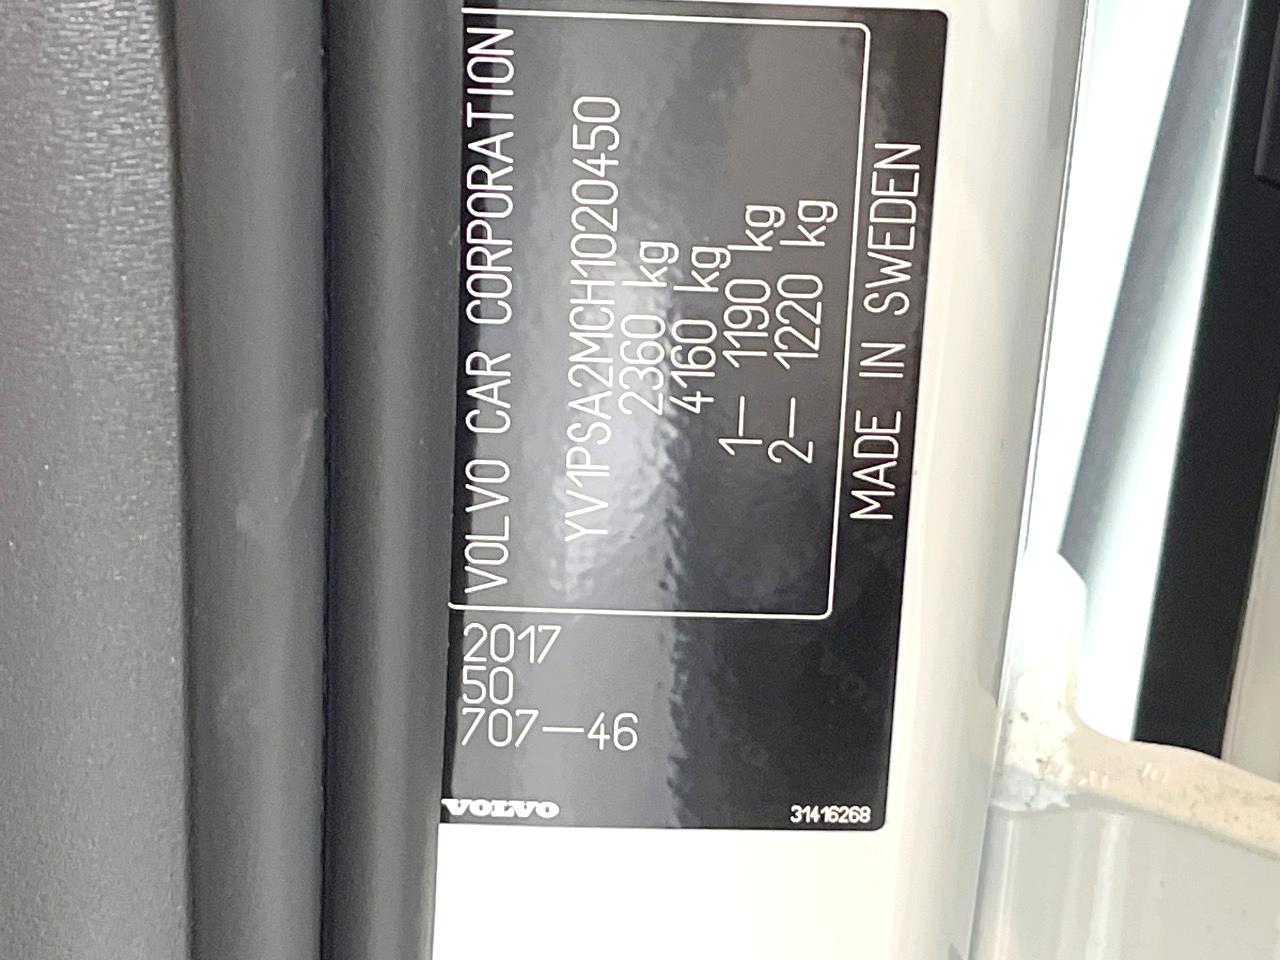 VOLVO CAR CORPORATION
YV1PSA2MCH1020450
2360 kg
4160 kg
1— 1190 kg
2— 1220 kg
MADE IN SWEDEN
2017
50
707—46
VOLVO
31416268